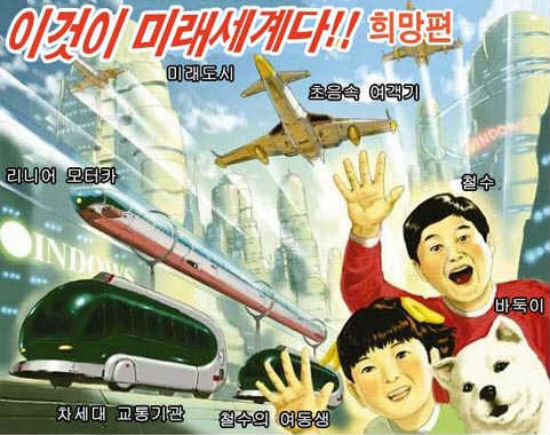 이것이 미래세계다!! 희망편
미래도시
초음속 여객기
리니어 모터카
철수
바둑이
INDOWS
차세대 교통기관
철수의 여동생